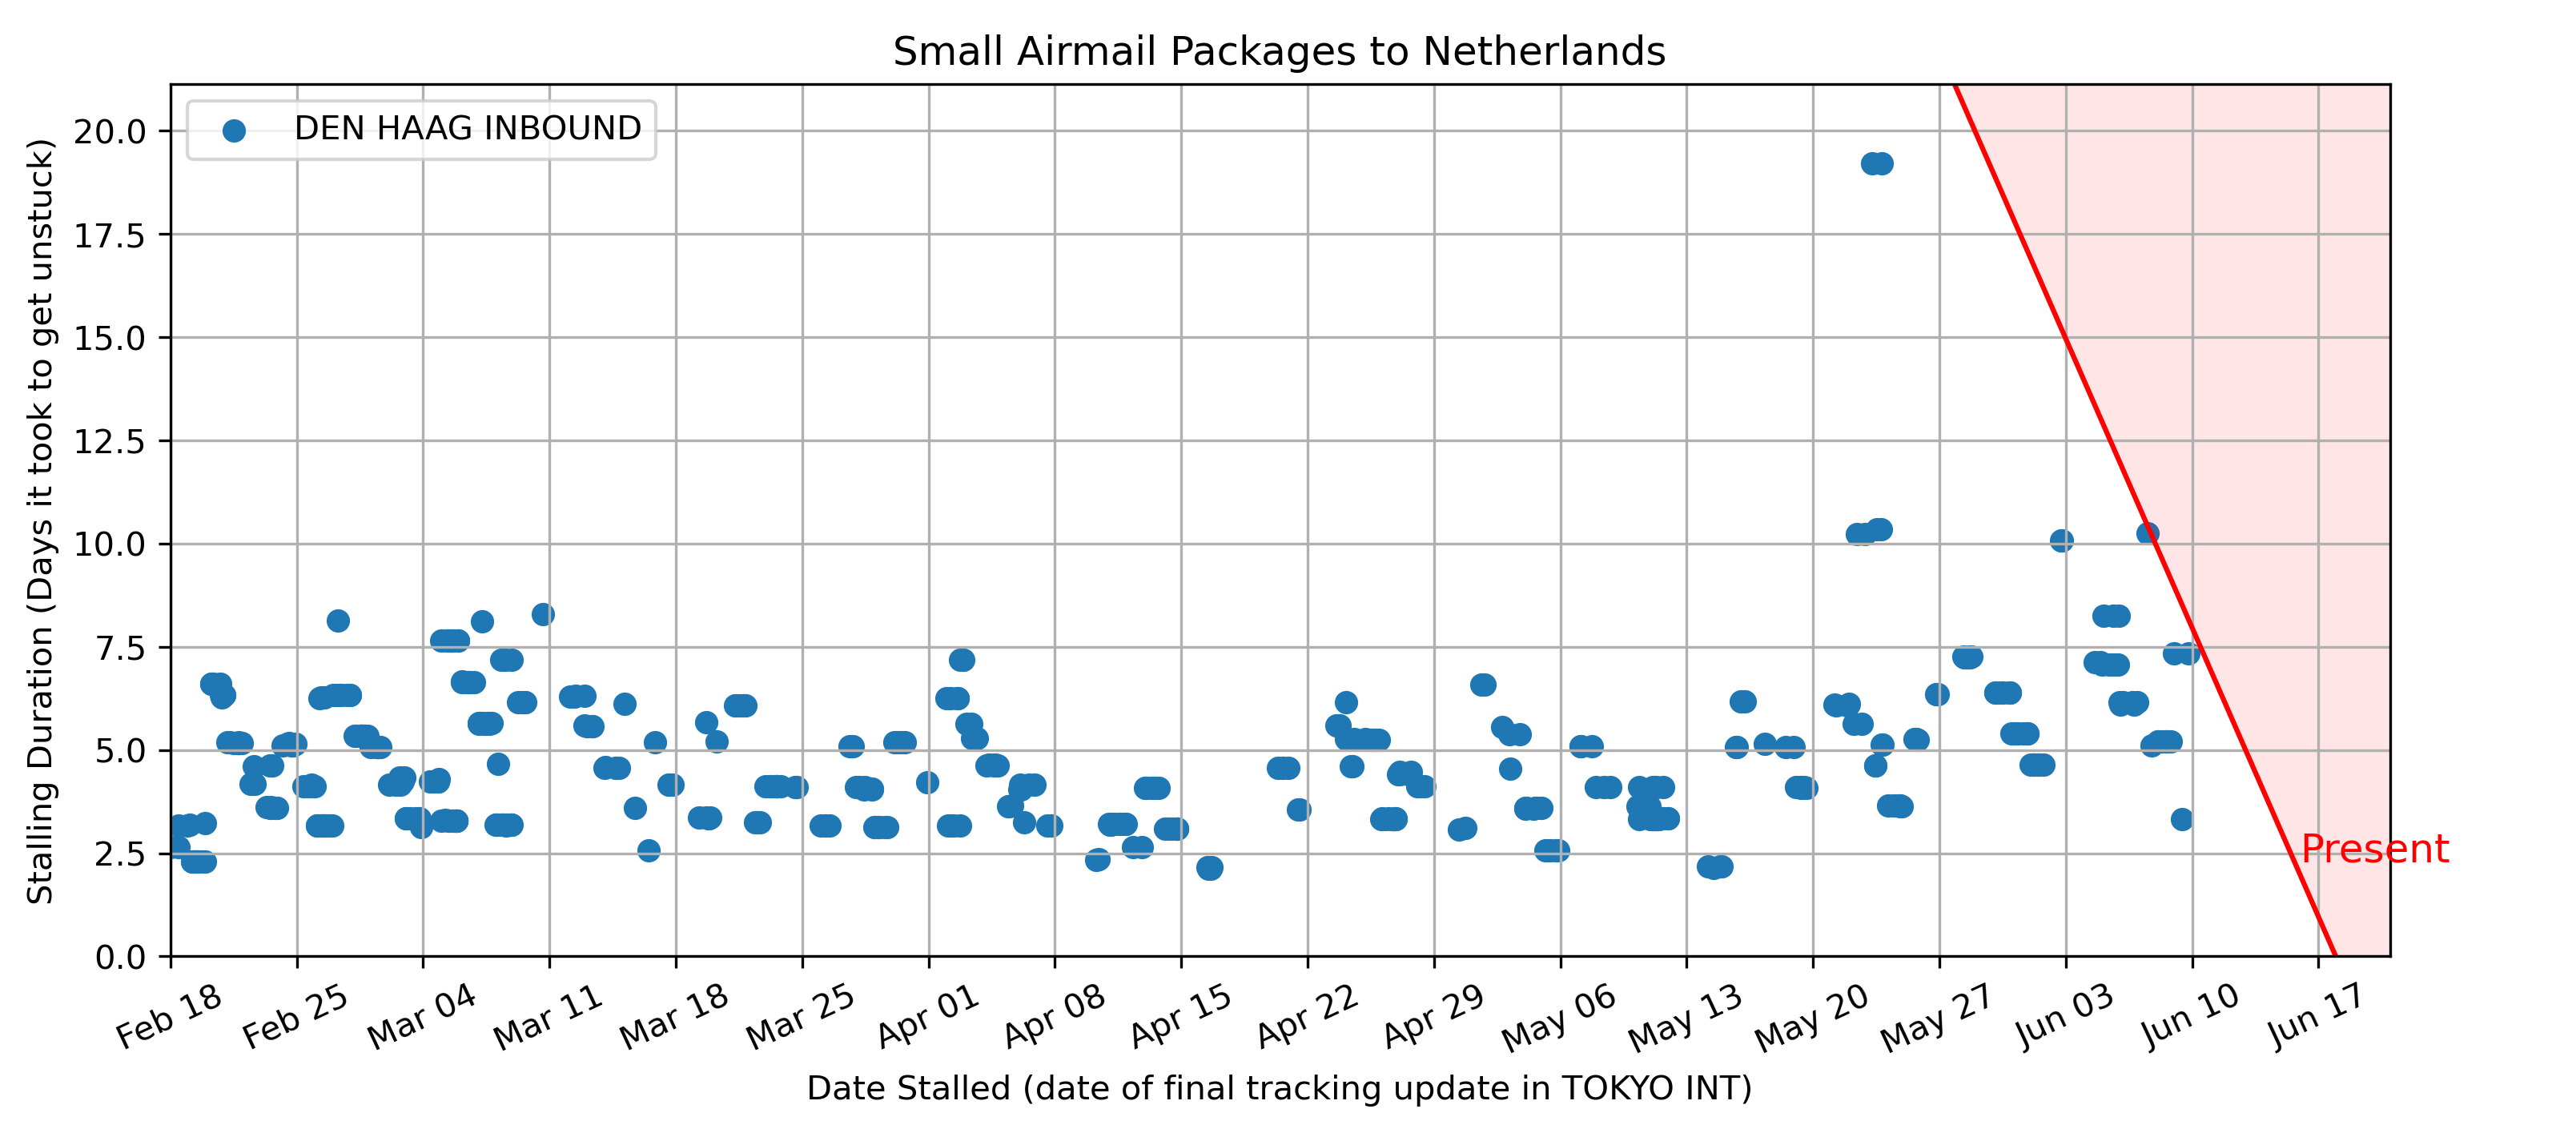 Small Airmail Packages to Netherlands
DEN HAAG INBOUND
Stalling Duration (Days it took to get unstuck)
20.0
17.5
15.0
12.5
10.0
7.5
5.0
2.5
0.0
Present
Feb 18 Feb 25 Mar 04 Mar 11 Mar 18 Mar 25 Apr 01 Apr 08 Apr 15 Apr 22 Apr 29 May 06 May 13 May 20 May 27 Jun 03 Jun 10 Jun 17
Date Stalled (date of final tracking update in TOKYO INT)